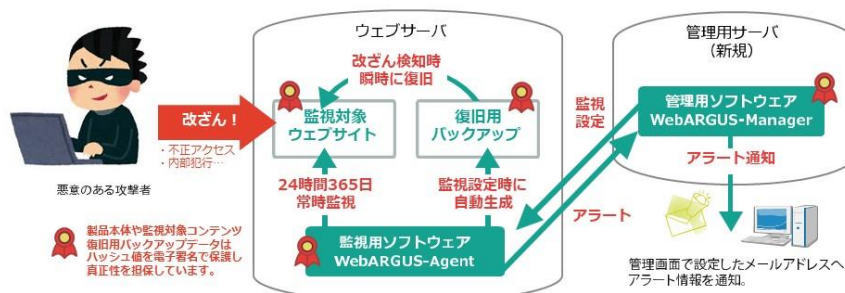 ウェブサーバ
管理用サーバ
(新規)
改ざん検知時
瞬時に復旧
改ざん!
・不正アクセス
・内部犯行…
監視対象
ウェブサイト
復旧用
バックアップ
監視
設定
管理用ソフトウェア
WebARGUS-Manager
悪意のある攻撃者
24時間365日
常時監視
監視設定時に
自動生成
アラート
アラート通知
製品本体や監視対象コンテンツ
復旧用バックアップデータは
ハッシュ値を電子署名で保護し
真正性を担保しています。
監視用ソフトウェア
WebARGUS-Agent
管理画面で設定したメールアドレスへ
アラート情報を通知。